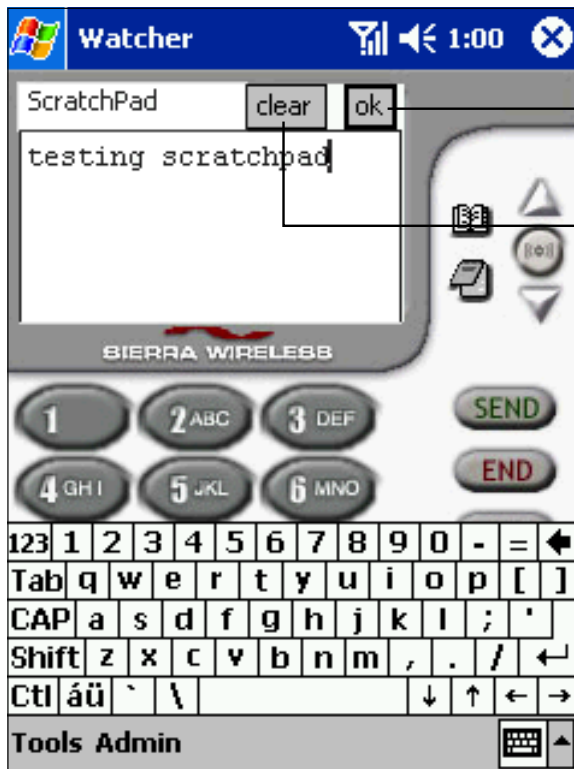 Watcher 1:00
ScratchPad clear ok
testing scratchpad
SIERRA WIRELESS
1 2 ABC 3 DEF
SEND
4 GHI 5 JKL 6 MNO
END
123 1 2 3 4 5 6 7 8 9 0 - =
Tab q w e r t y u i o p [ ]
CAP a s d f g h j k l ; '
Shift z x c v b n m , . /
Ctl áü ` \ ↓ ↑ ← →
Tools Admin